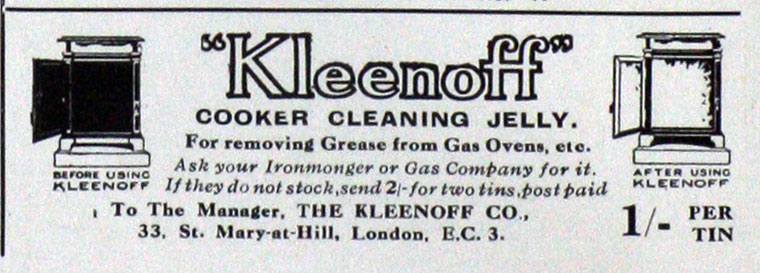 "Kleenoff"
COOKER CLEANING JELLY.
For removing Grease from Gas Ovens, etc.
Ask your Ironmonger or Gas Company for it.
If they do not stock, send 2/- for two tins, post paid
To The Manager, THE KLEENOFF CO.,
33, St. Mary-at-Hill, London, E.C. 3.
BEFORE USING
KLEENOFF
AFTER USING
KLEENOFF
1/- PER
TIN